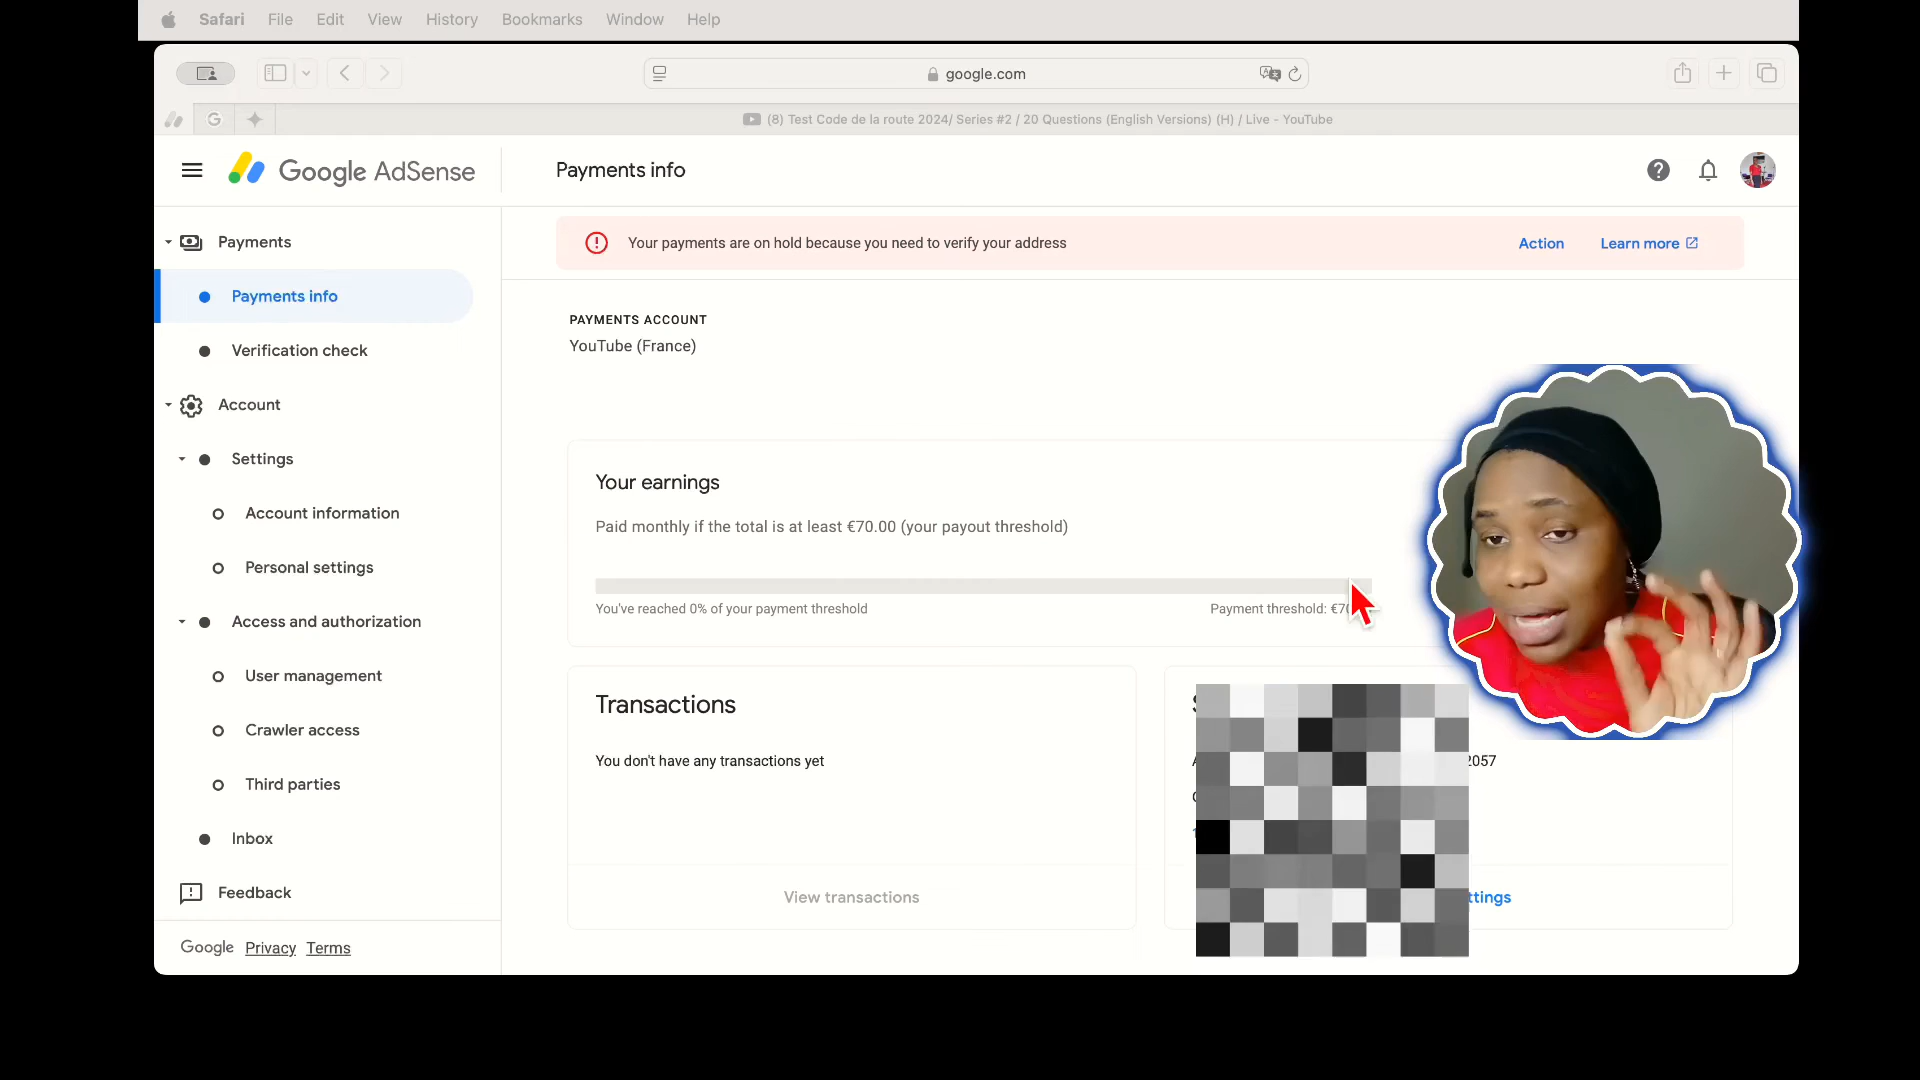 Safari File Edit View History Bookmarks Window Help
google.com
(8) Test Code de la route 2024/ Series #2 / 20 Questions (English Versions) (H) / Live - YouTube
Google AdSense
Payments info
Your payments are on hold because you need to verify your address Action Learn more
Payments
Payments info
Verification check
Account
Settings
Account information
Personal settings
Access and authorization
User management
Crawler access
Third parties
Inbox
Feedback
Google Privacy Terms
PAYMENTS ACCOUNT
YouTube (France)
Your earnings
Paid monthly if the total is at least €70.00 (your payout threshold)
You've reached 0% of your payment threshold
Payment threshold:
Transactions
You don't have any transactions yet
View transactions